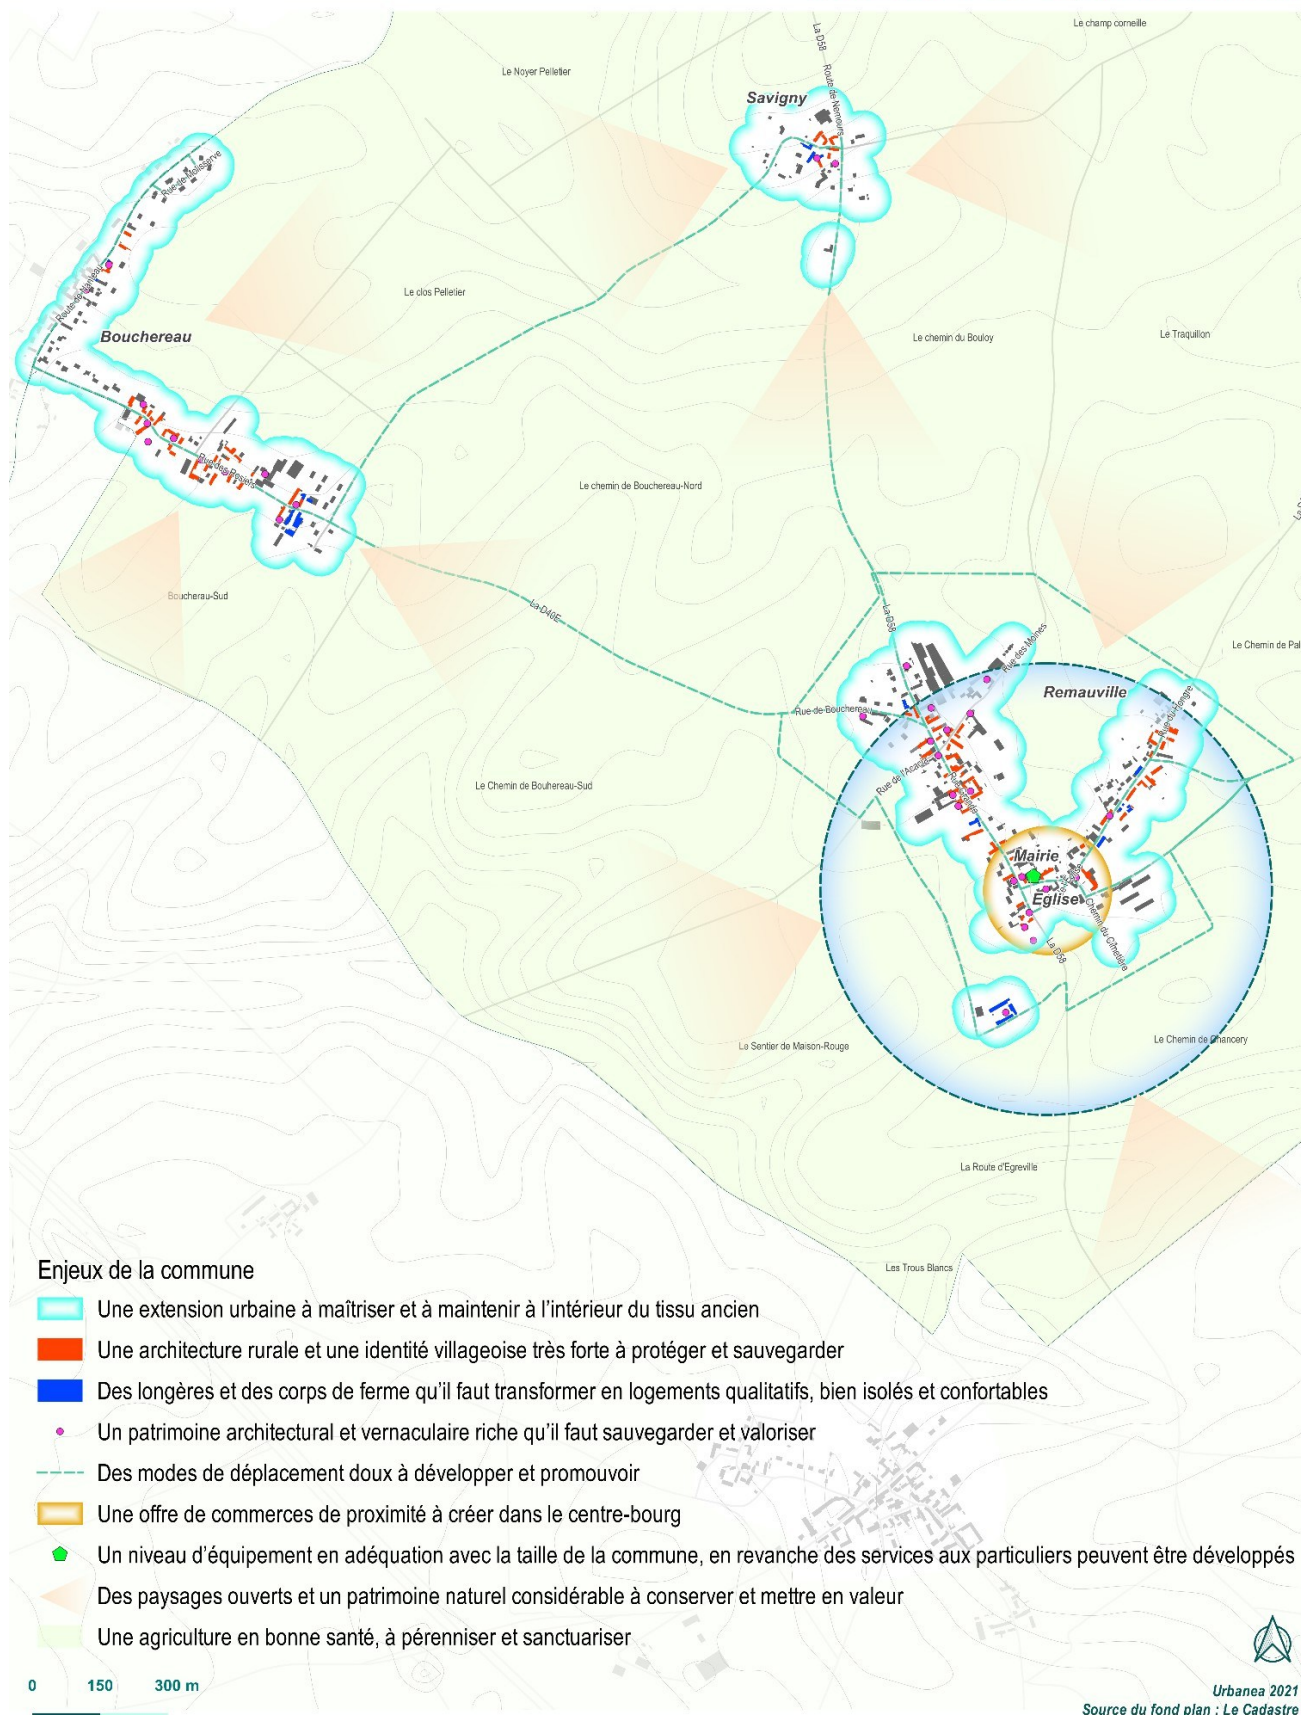 Le champ corneille
La D58
Le Noyer Pelletier
Route de Nemours
Savigny
Rue de Moliserve
Le clos Pelletier
Route de Nanteau
Bouchereau
Le chemin du Bouloy
Le Traquillon
Rue des Rosiers
Le chemin de Bouchereau-Nord
Boucherau-Sud
La D40E
La D58
Rue des Moines
Le Chemin de Pal
Remauville
Rue du Hongre
Rue de Bouchereau
Rue de l'Acacia
Rue Grande
Le Chemin de Bouhereau-Sud
Mairie
Eglise
Chemin du Cimetière
La D58
Le Sentier de Maison-Rouge
Le Chemin de Chancery
La Route d'Egreville
Les Trous Blancs
Enjeux de la commune
Une extension urbaine à maîtriser et à maintenir à l'intérieur du tissu ancien
Une architecture rurale et une identité villageoise très forte à protéger et sauvegarder
Des longères et des corps de ferme qu'il faut transformer en logements qualitatifs, bien isolés et confortables
Un patrimoine architectural et vernaculaire riche qu'il faut sauvegarder et valoriser
Des modes de déplacement doux à développer et promouvoir
Une offre de commerces de proximité à créer dans le centre-bourg
Un niveau d'équipement en adéquation avec la taille de la commune, en revanche des services aux particuliers peuvent être développés
Des paysages ouverts et un patrimoine naturel considérable à conserver et mettre en valeur
Une agriculture en bonne santé, à pérenniser et sanctuariser
0 150 300 m
Urbanea 2021
Source du fond plan : Le Cadastre